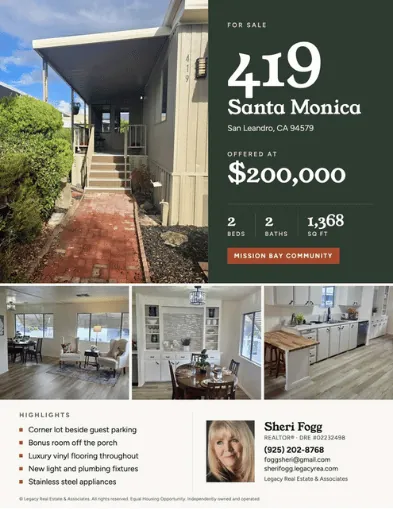 FOR SALE
419
Santa Monica
San Leandro, CA 94579
OFFERED AT
$200,000
2 BEDS
2 BATHS
1,368 SQ FT
MISSION BAY COMMUNITY
419
HIGHLIGHTS
Corner lot beside guest parking
Bonus room off the porch
Luxury vinyl flooring throughout
New light and plumbing fixtures
Stainless steel appliances
Sheri Fogg
REALTOR® · DRE #02232498
(925) 202-8768
foggsheri@gmail.com
sherifogg.legacyrea.com
Legacy Real Estate & Associates
© Legacy Real Estate & Associates. All rights reserved. Equal Housing Opportunity. Independently owned and operated.